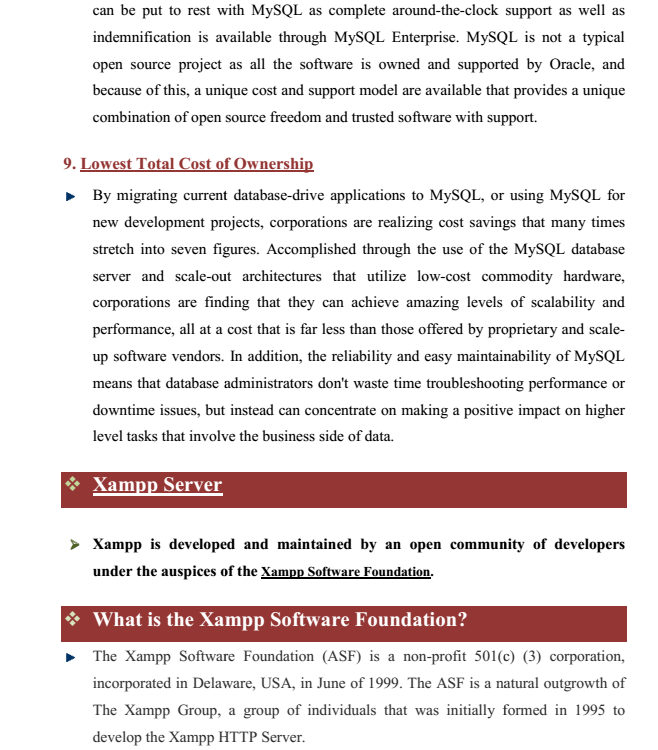 can be put to rest with MySQL as complete around-the-clock support as well as
indemnification is available through MySQL Enterprise. MySQL is not a typical
open source project as all the software is owned and supported by Oracle, and
because of this, a unique cost and support model are available that provides a unique
combination of open source freedom and trusted software with support.
9. Lowest Total Cost of Ownership
By migrating current database-drive applications to MySQL, or using MySQL for
new development projects, corporations are realizing cost savings that many times
stretch into seven figures. Accomplished through the use of the MySQL database
server and scale-out architectures that utilize low-cost commodity hardware,
corporations are finding that they can achieve amazing levels of scalability and
performance, all at a cost that is far less than those offered by proprietary and scale-
up software vendors. In addition, the reliability and easy maintainability of MySQL
means that database administrators don't waste time troubleshooting performance or
downtime issues, but instead can concentrate on making a positive impact on higher
level tasks that involve the business side of data.
Xampp Server
Xampp is developed and maintained by an open community of developers
under the auspices of the Xampp Software Foundation.
What is the Xampp Software Foundation?
The Xampp Software Foundation (ASF) is a non-profit 501(c) (3) corporation,
incorporated in Delaware, USA, in June of 1999. The ASF is a natural outgrowth of
The Xampp Group, a group of individuals that was initially formed in 1995 to
develop the Xampp HTTP Server.